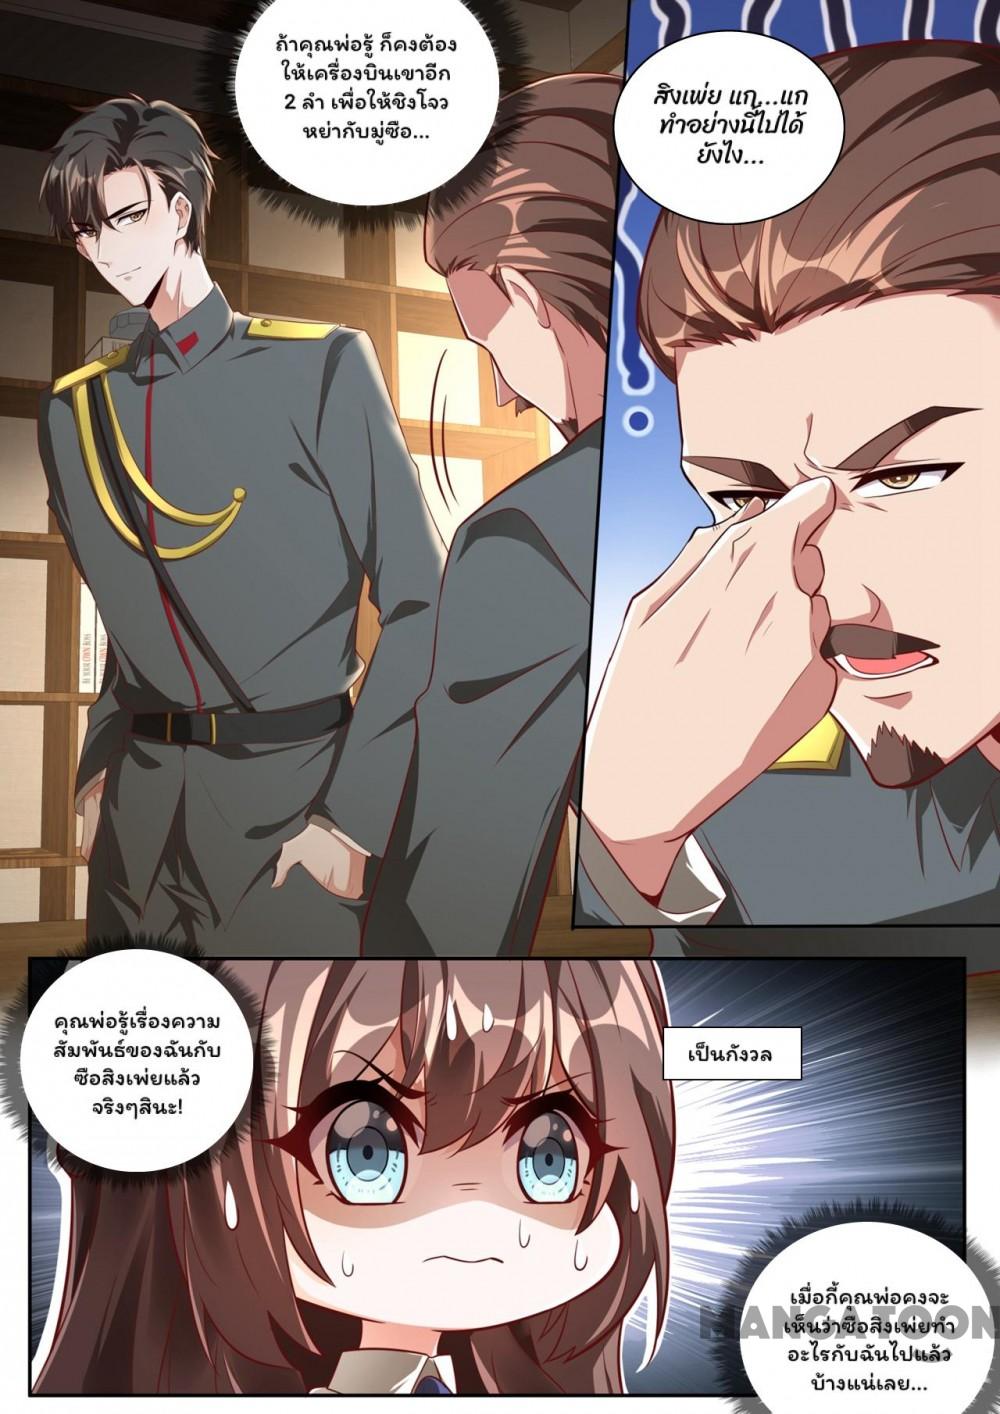 ถ้าคุณพ่อรู้ ก็คงต้อง
ให้เครื่องบินเขาอีก
2 ลำ เพื่อให้ชิงโจว
หย่ากับมู่ซือ...
สิงเพ่ย แก...แก
ทำอย่างนี้ไปได้
ยังไง...
BE YOUR OWN BOSS
BE YOUR OWN BOSS
คุณพ่อรู้เรื่องความ
สัมพันธ์ของฉันกับ
ซือสิงเพ่ยแล้ว
จริงๆสินะ!
เป็นกังวล
เมื่อกี้คุณพ่อคงจะ
เห็นว่าซือสิงเพ่ยทำ
อะไรกับฉันไปแล้ว
บ้างแน่เลย...
MANGATOON